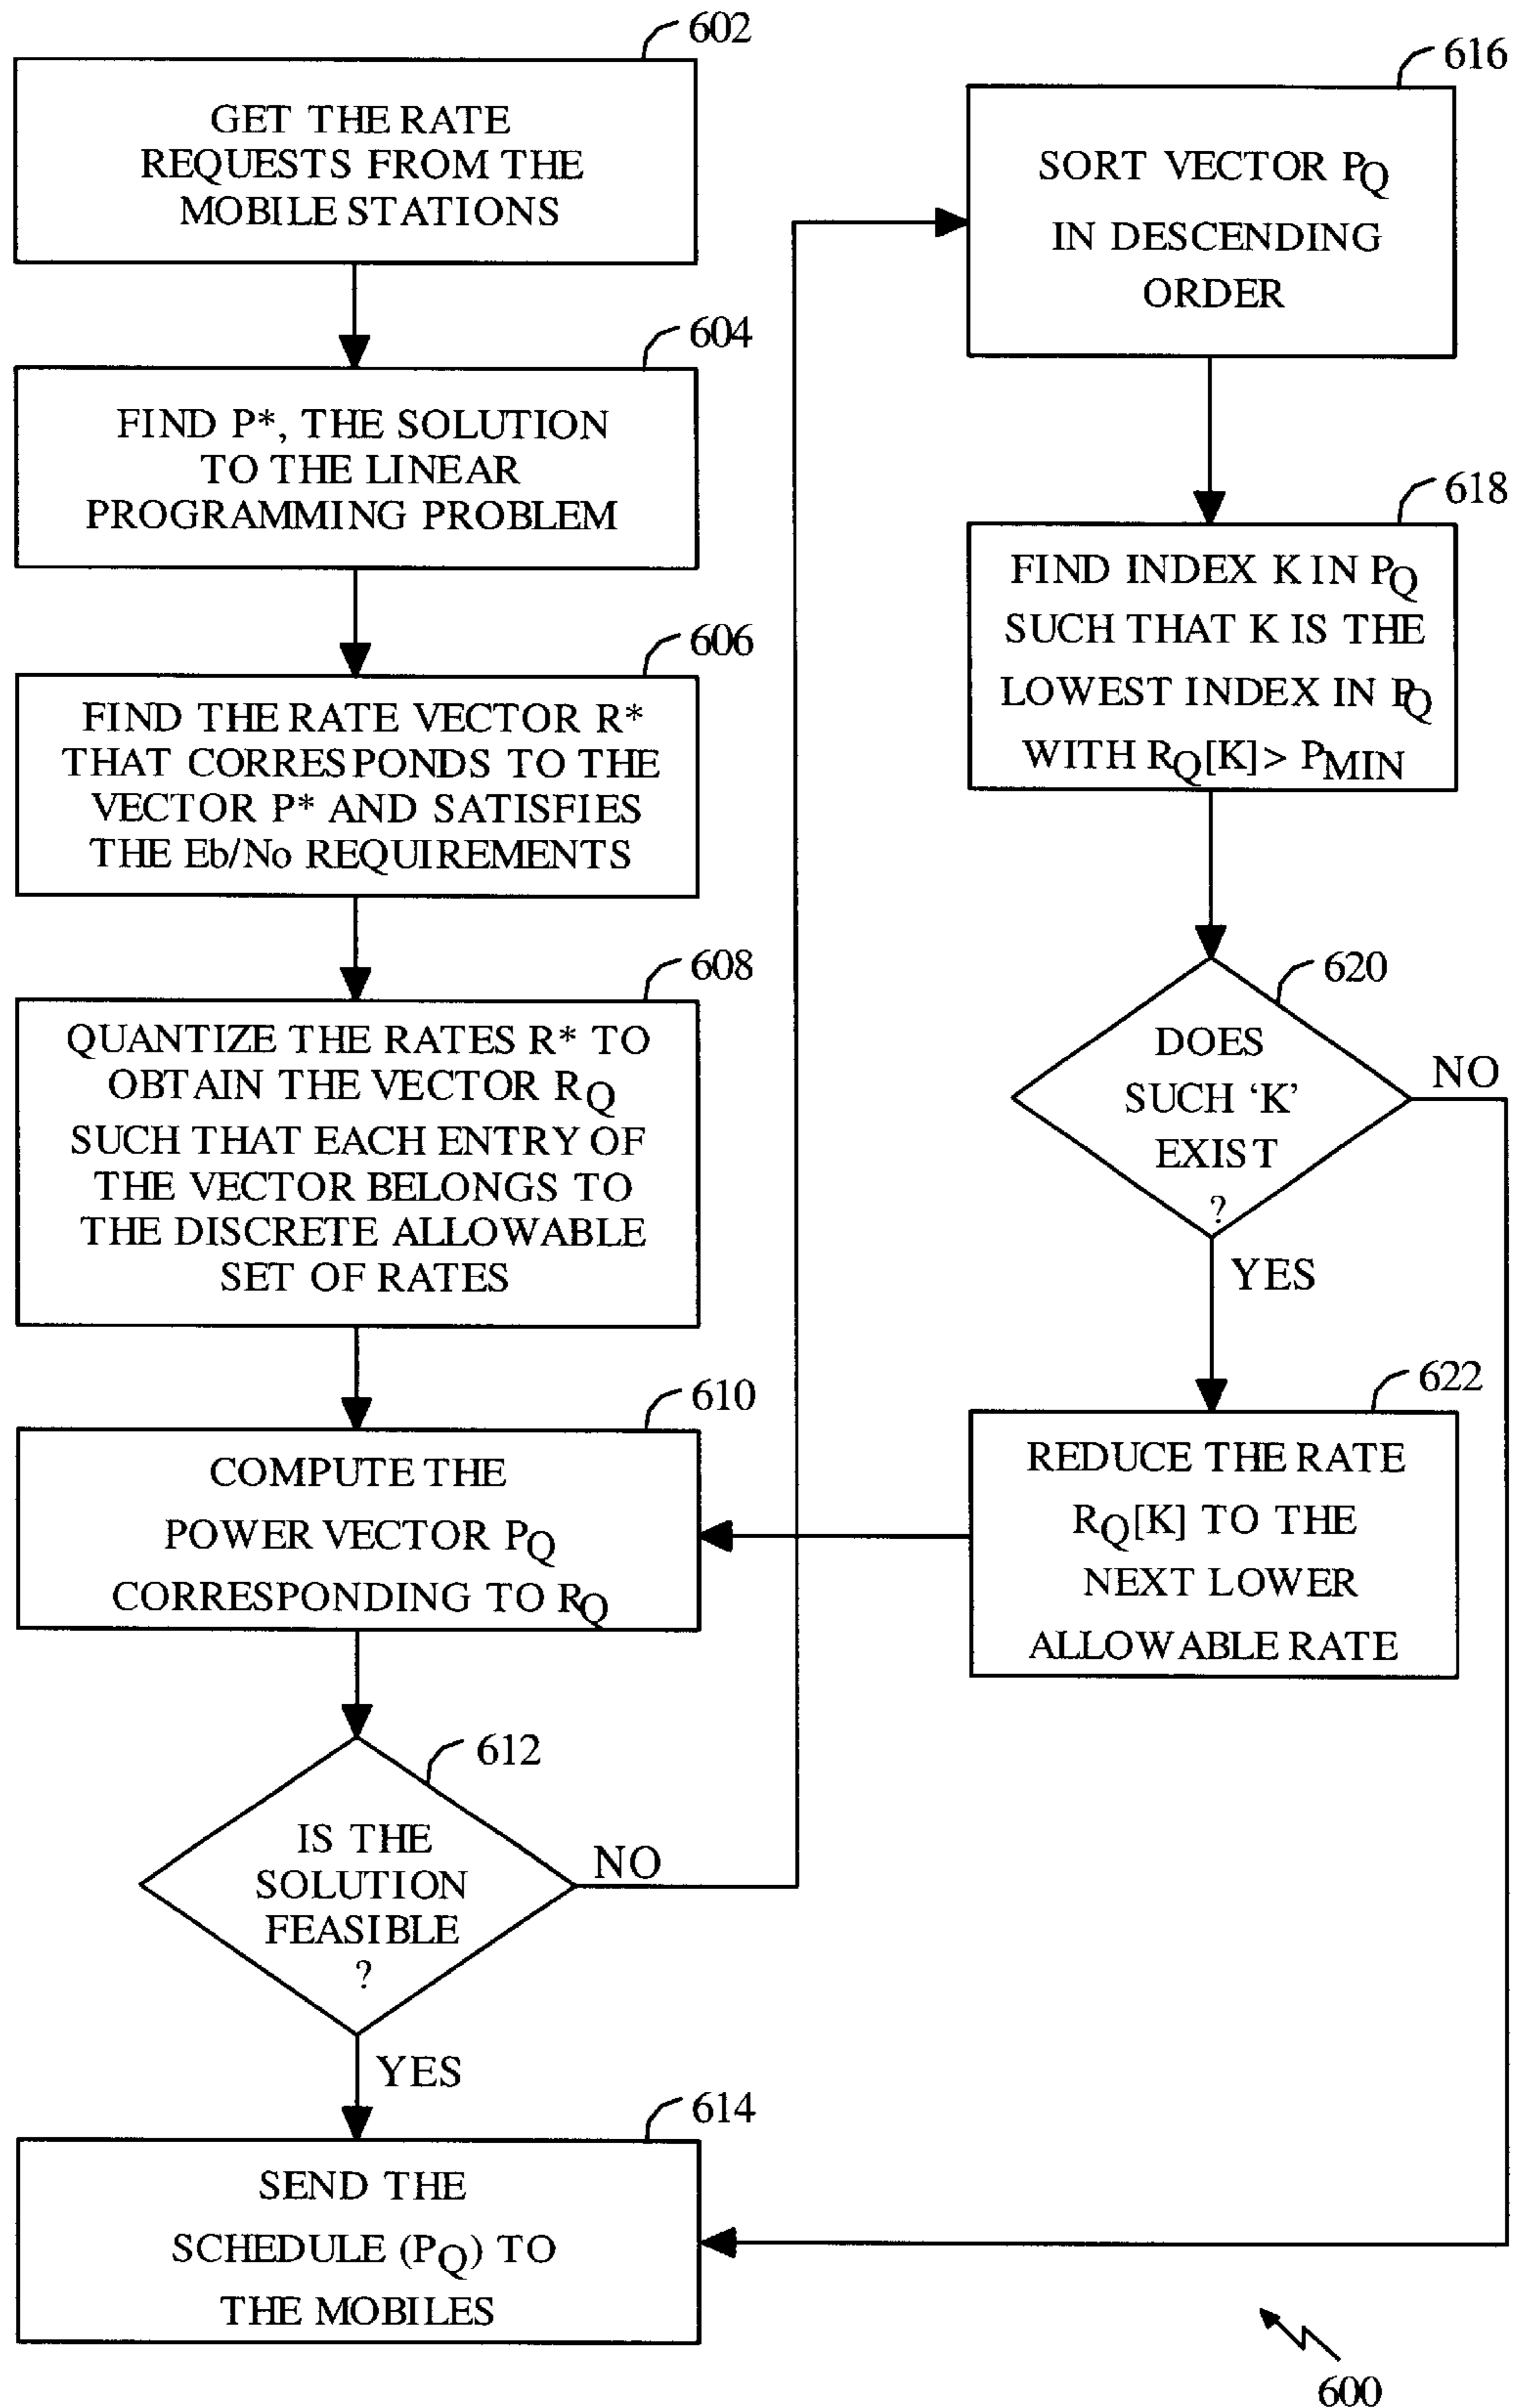 602
GET THE RATE
REQUESTS FROM THE
MOBILE STATIONS
604
FIND P*, THE SOLUTION
TO THE LINEAR
PROGRAMMING PROBLEM
606
FIND THE RATE VECTOR R*
THAT CORRESPONDS TO THE
VECTOR P* AND SATISFIES
THE Eb/No REQUIREMENTS
608
QUANTIZE THE RATES R* TO
OBTAIN THE VECTOR RQ
SUCH THAT EACH ENTRY OF
THE VECTOR BELONGS TO
THE DISCRETE ALLOWABLE
SET OF RATES
610
COMPUTE THE
POWER VECTOR PQ
CORRESPONDING TO RQ
612
IS THE
SOLUTION
FEASIBLE
?
NO
YES
614
SEND THE
SCHEDULE (PQ) TO
THE MOBILES
616
SORT VECTOR PQ
IN DESCENDING
ORDER
618
FIND INDEX K IN PQ
SUCH THAT K IS THE
LOWEST INDEX IN PQ
WITH RQ[K] > PMIN
620
DOES
SUCH ‘K’
EXIST
?
NO
YES
622
REDUCE THE RATE
RQ[K] TO THE
NEXT LOWER
ALLOWABLE RATE
600